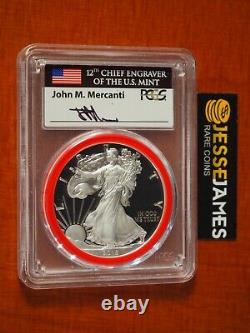 12TH CHIEF ENGRAVER
OF THE U.S. MINT
John M. Mercanti
PCGS
JESSE JAMES
RARE COINS
LIBERTY
IN GOD
WE TRUST